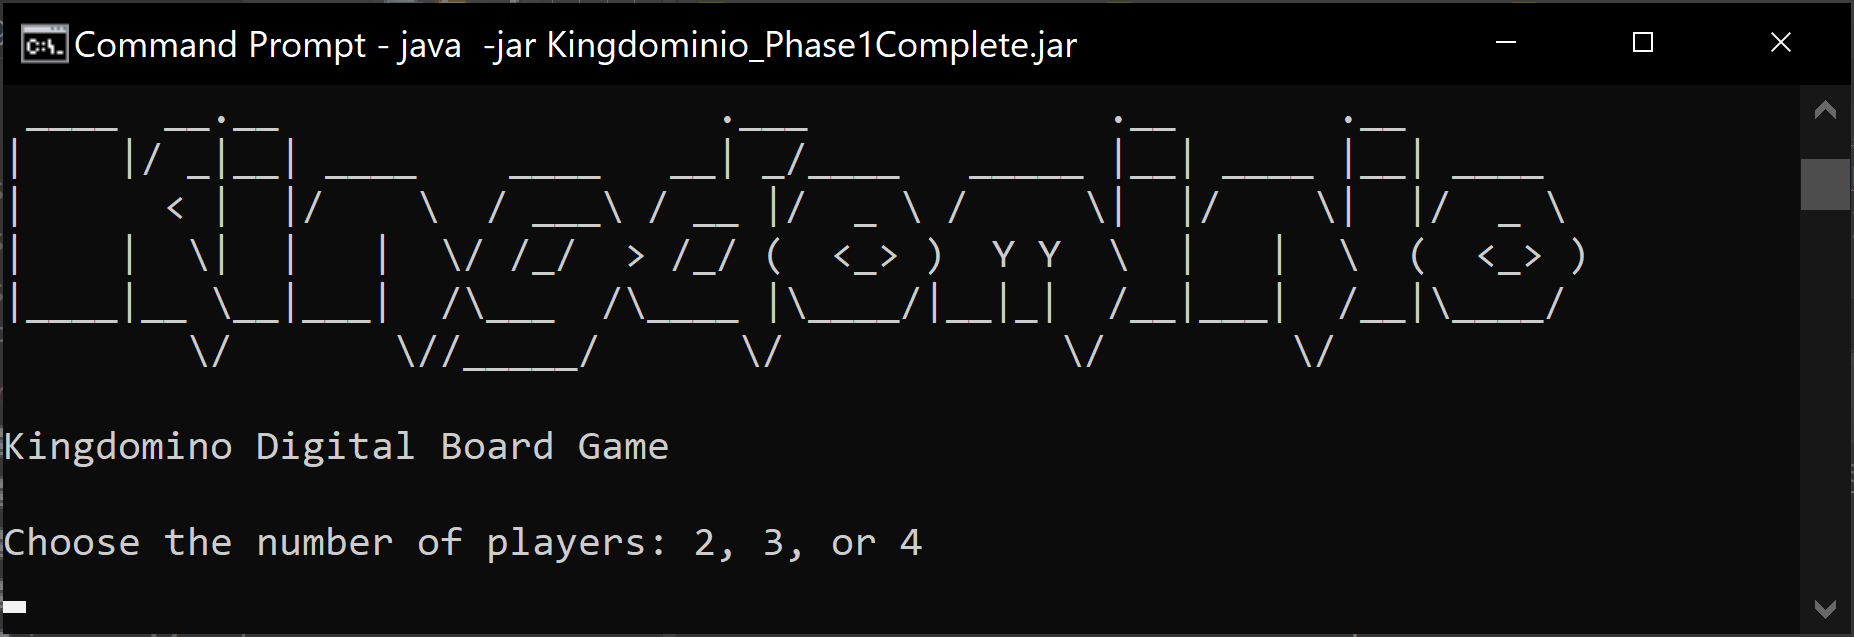 Command Prompt - java  -jar Kingdominio_Phase1Complete.jar
Kingdominio
Kingdomino Digital Board Game
Choose the number of players: 2, 3, or 4